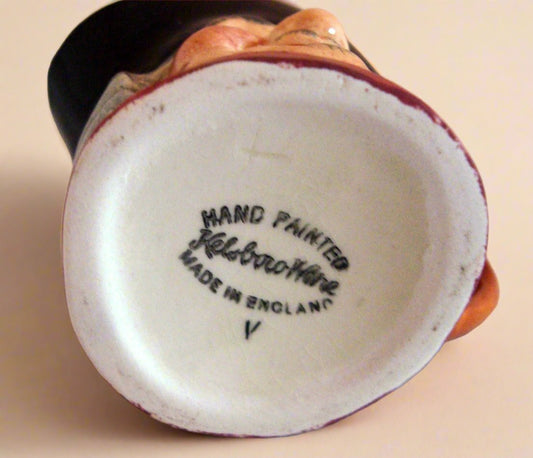 HAND PAINTED
Kelsboro Ware
MADE IN ENGLAND
V